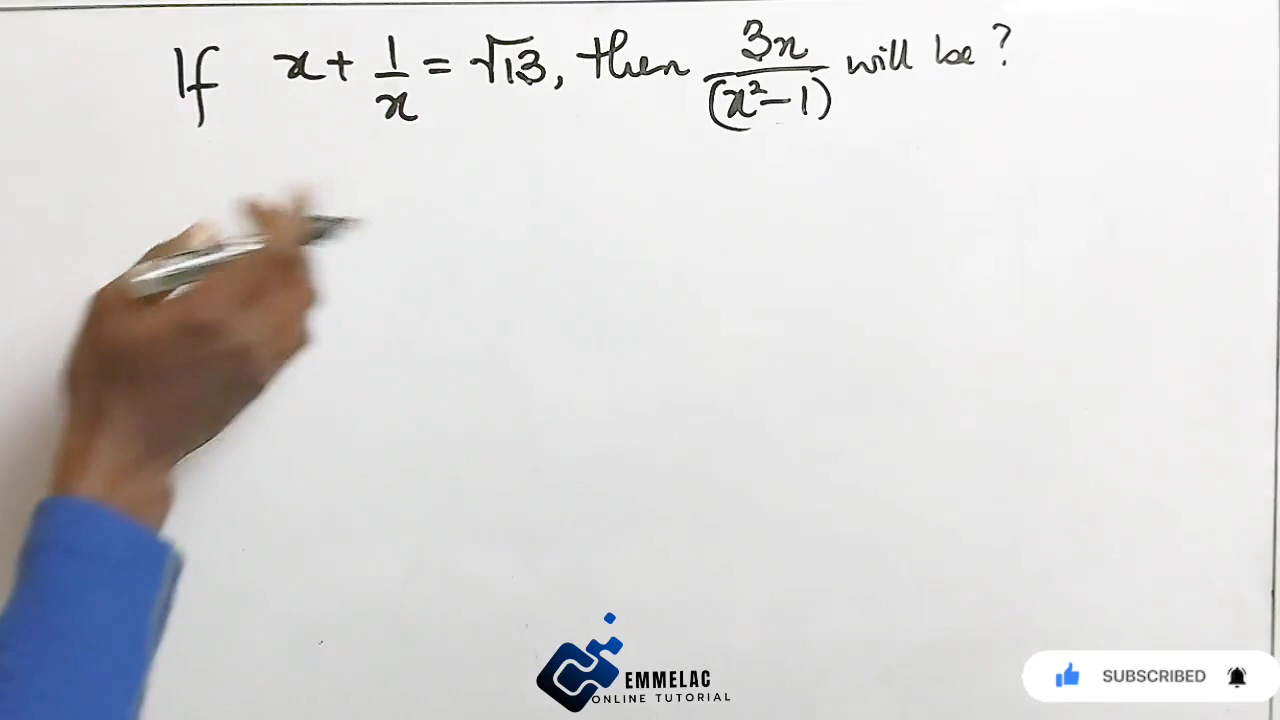 If x + 1/x = √13, then 3x/(x²-1) will be?
EMMELAC
ONLINE TUTORIAL
SUBSCRIBED